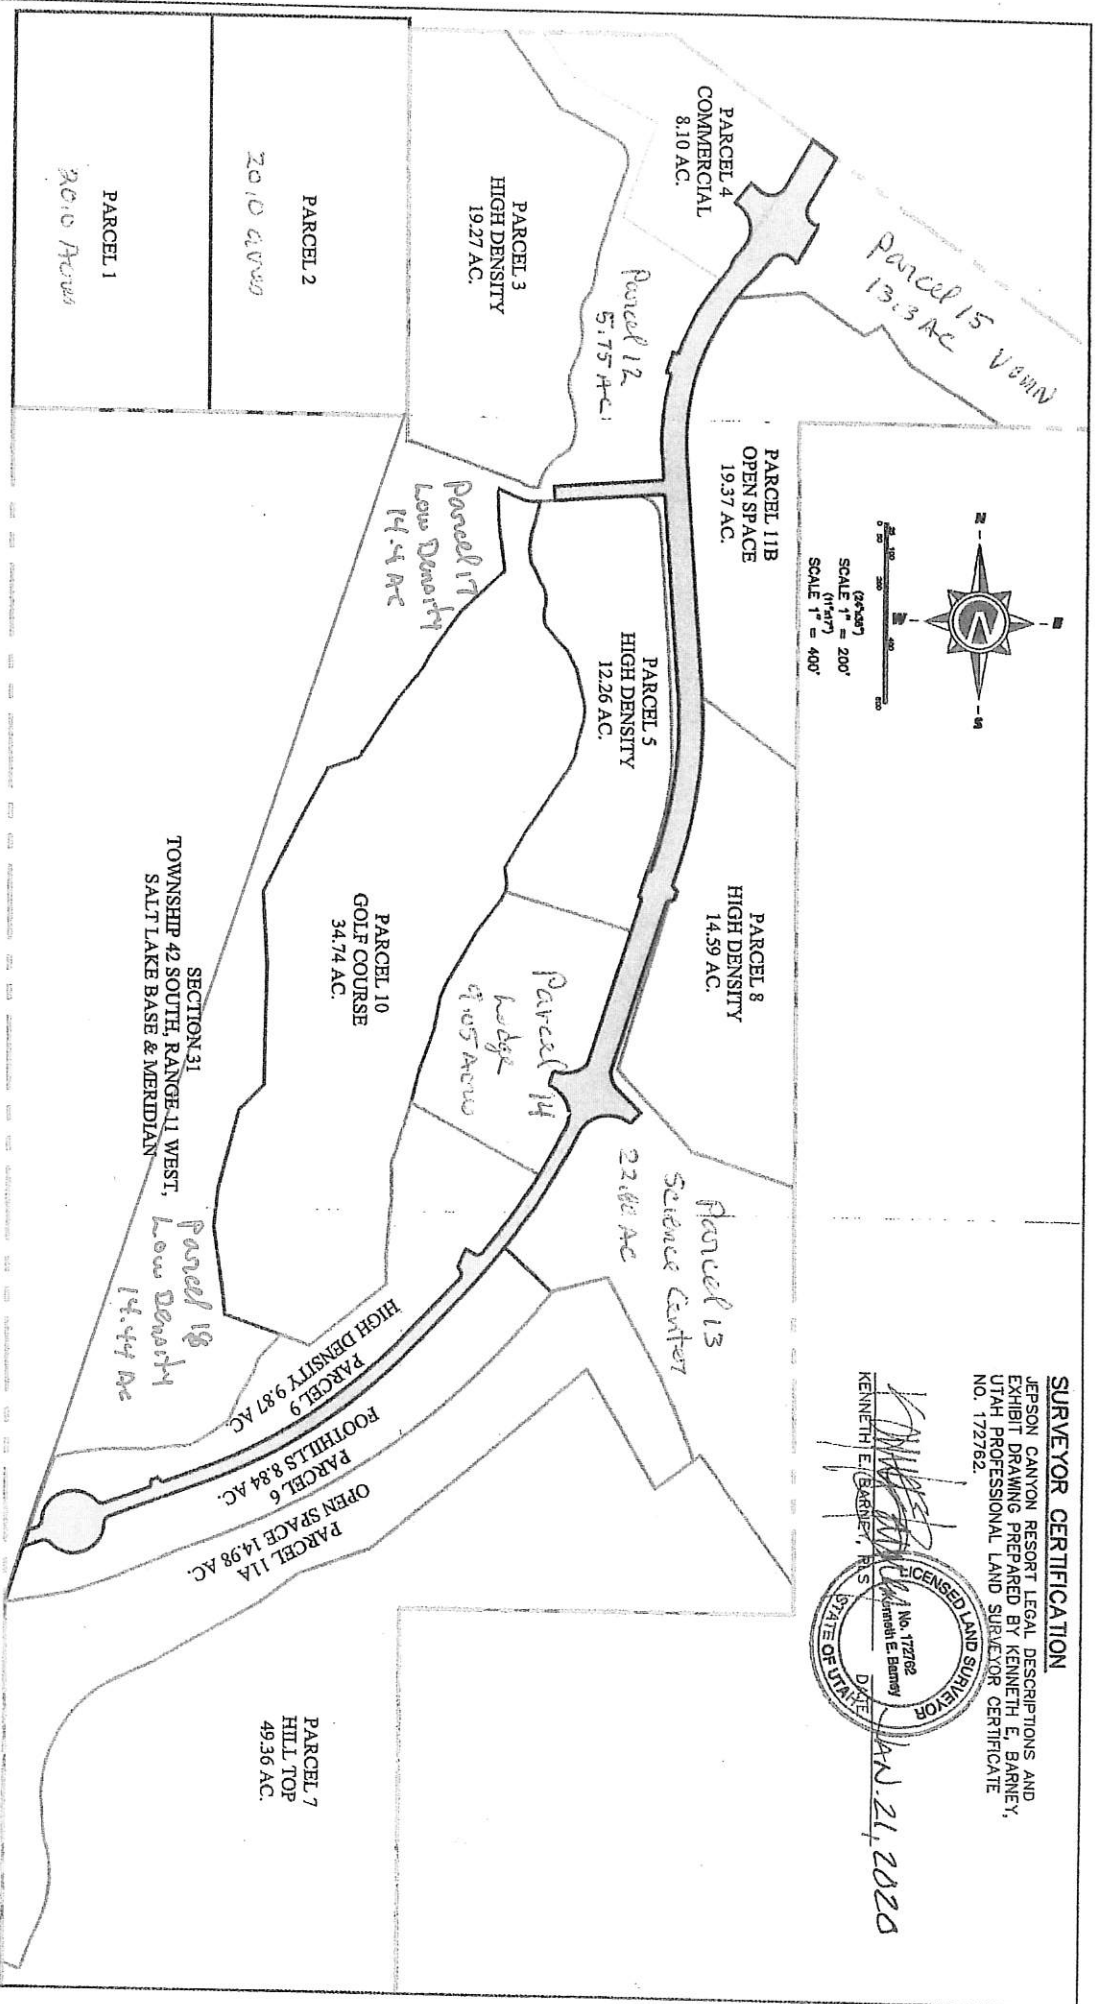 SURVEYOR CERTIFICATION
JEPSON CANYON RESORT LEGAL DESCRIPTIONS AND
EXHIBIT DRAWING PREPARED BY KENNETH E. BARNEY,
UTAH PROFESSIONAL LAND SURVEYOR CERTIFICATE
NO. 172762.
KENNETH E. BARNEY, PLS
DATE
JAN. 21, 2020
LICENSED LAND SURVEYOR
No. 172762
Kenneth E. Barney
STATE OF UTAH
N
E
S
W
(24"x36")
SCALE 1" = 200'
(11"x17")
SCALE 1" = 400'
Parcel 15
13.3 AC
PARCEL 4
COMMERCIAL
8.10 AC.
PARCEL 11B
OPEN SPACE
19.37 AC.
PARCEL 8
HIGH DENSITY
14.59 AC.
Parcel 13
Science Center
AC
Parcel 12
5.75 AC.
PARCEL 5
HIGH DENSITY
12.26 AC.
Parcel 14
Lodge
9.05 Acres
PARCEL 3
HIGH DENSITY
19.27 AC.
Parcel 17
Low Density
14.4 AC
PARCEL 10
GOLF COURSE
34.74 AC.
HIGH DENSITY 9.87 AC.
PARCEL 9
FOOTHILLS 8.84 AC.
PARCEL 6
OPEN SPACE 14.98 AC.
PARCEL 11A
PARCEL 7
HILL TOP
49.36 AC.
PARCEL 2
20.0 acres
PARCEL 1
20.0 Acres
SECTION 31
TOWNSHIP 42 SOUTH, RANGE 11 WEST,
SALT LAKE BASE & MERIDIAN
Parcel 18
Low Density
14.44 AC